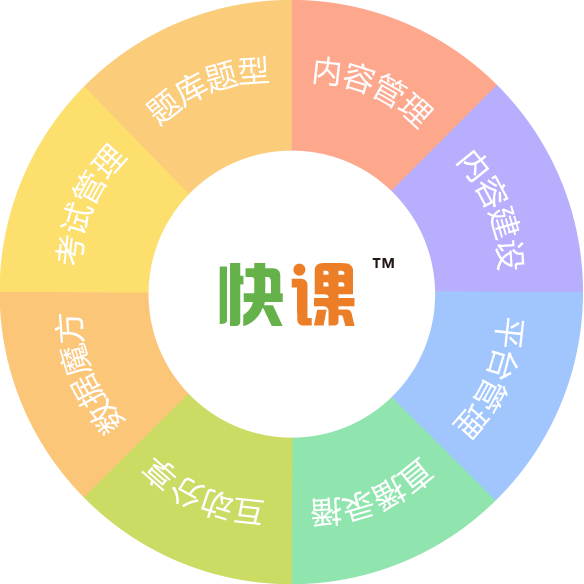 快课™
内容管理
内容建设
平台管理
直播录播
互动分享
数据魔方
考试管理
题库题型